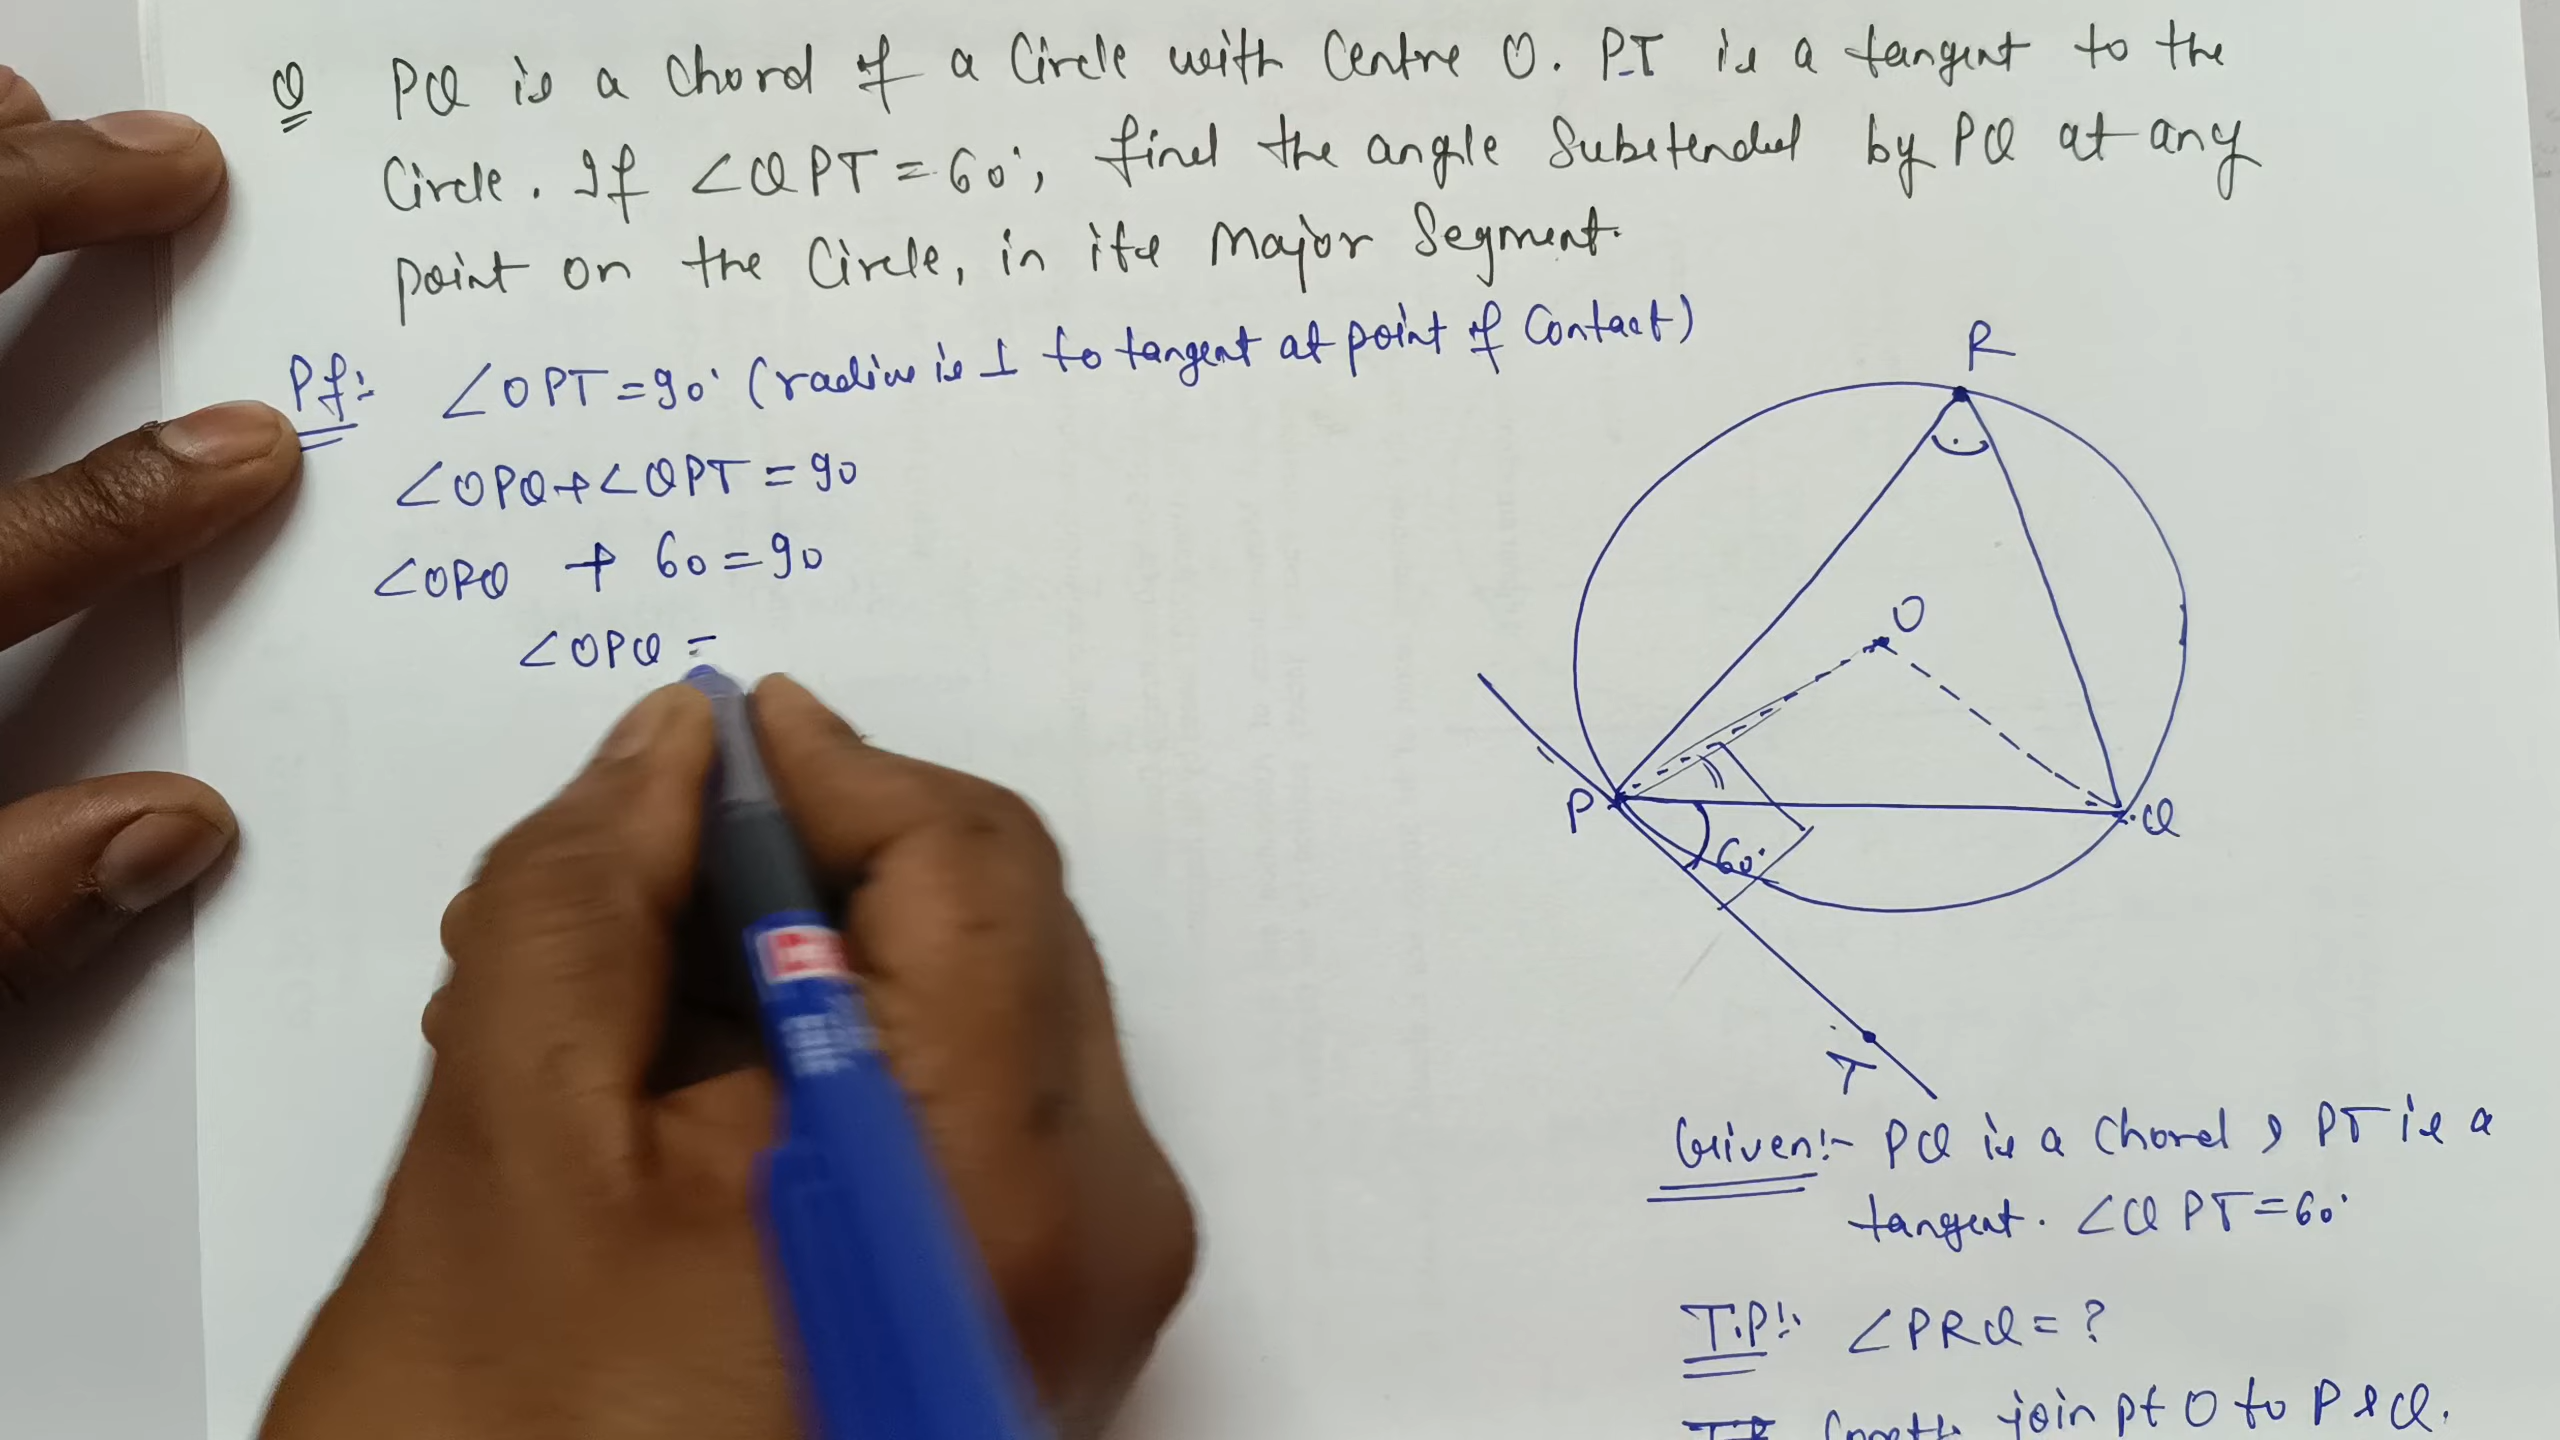 Q PQ is a chord of a Circle with Centre O. PT is a tangent to the
Circle. If ∠QPT = 60°, find the angle Subetended by PQ at any
point on the Circle, in its Major Segment.
Pf:- ∠OPT = 90° (radius is ⊥ to tangent at point of Contact)
∠OPQ + ∠QPT = 90
∠OPQ + 60 = 90
∠OPQ =
R
O
P
Q
60°
T
Given:- PQ is a Chord & PT is a
tangent. ∠QPT = 60°
T.P:- ∠PRQ = ?
join pt O to P & Q.